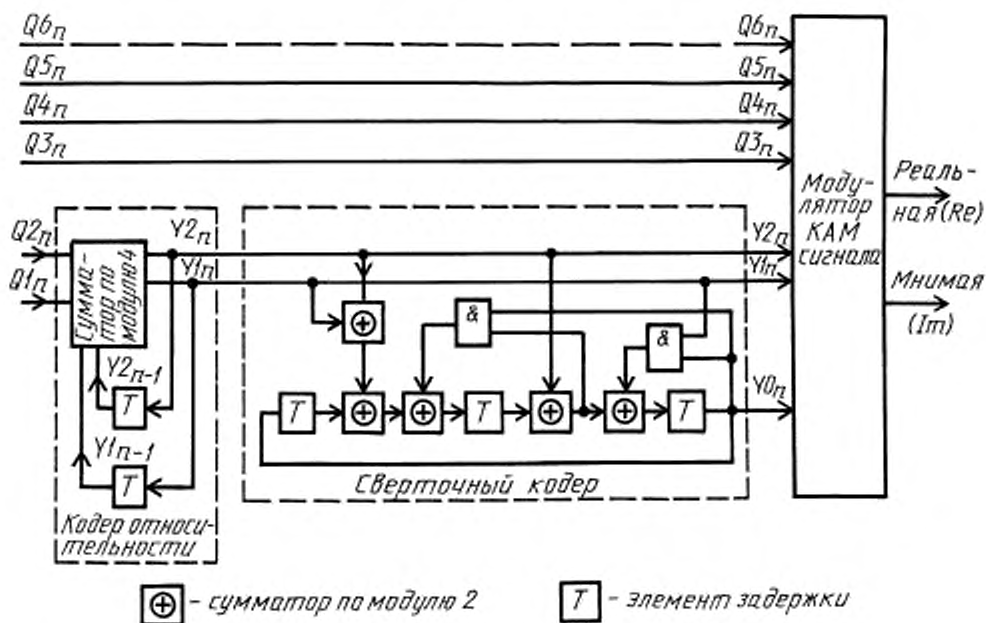 Q6n Q6n
Q5n Q5n
Q4n Q4n
Q3n Q3n
Q2n
Q1n
Сумма-
тор по
модулю 4
Y2n
Y1n
Y2n-1
T
Y1n-1
T
Кодер относи-
тельности
⊕
&
&
T ⊕ ⊕ T ⊕ ⊕ T
Сверточный кодер
Y2n
Y1n
Y0n
Моду-
лятор
КАМ
сигнала
Реаль-
ная(Re)
Мнимая
(Im)
⊕ - сумматор по модулю 2
T - элемент задержки